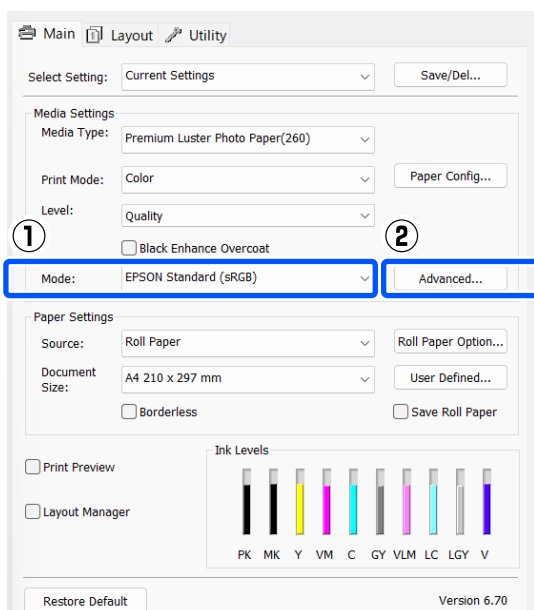 Main Layout Utility
Select Setting: Current Settings Save/Del...
Media Settings
Media Type: Premium Luster Photo Paper(260)
Print Mode: Color Paper Config...
Level: Quality
① ②
Black Enhance Overcoat
Mode: EPSON Standard (sRGB) Advanced...
Paper Settings
Source: Roll Paper Roll Paper Option...
Document
Size: A4 210 x 297 mm User Defined...
Borderless Save Roll Paper
Ink Levels
Print Preview
Layout Manager
PK MK Y VM C GY VLM LC LGY V
Restore Default Version 6.70